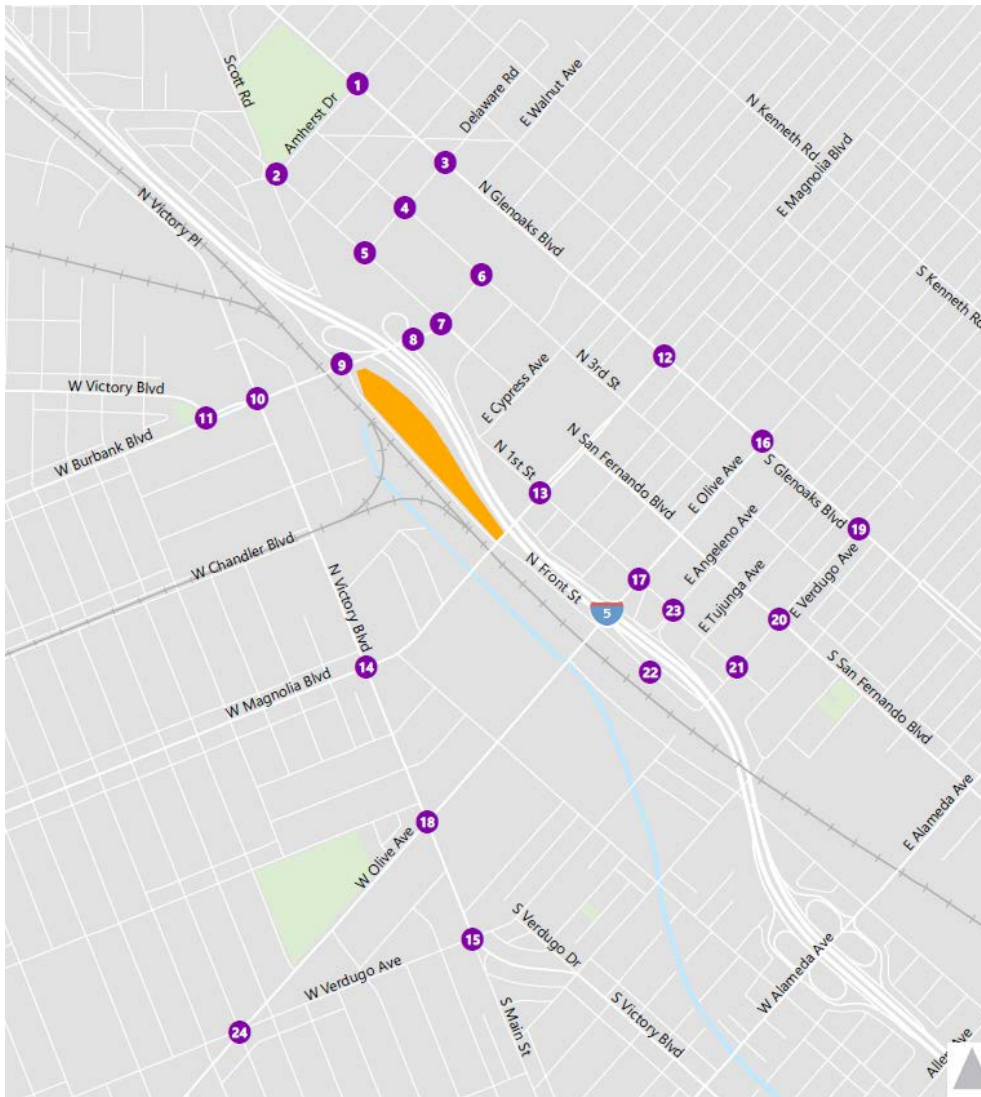 Scott Rd
1
Amherst Dr
Delaware Rd
E Walnut Ave
N Kenneth Rd
E Magnolia Blvd
2
3
N Victory Pl
4
N Glenoaks Blvd
5
6
S Kenneth Rd
7
8
9
12
N 3rd St
W Victory Blvd
10
11
E Cypress Ave
W Burbank Blvd
N 1st St
13
N San Fernando Blvd
E Olive Ave
16
S Glenoaks Blvd
19
W Chandler Blvd
N Victory Blvd
N Front St
17
E Angeleno Ave
5
23
E Tujunga Ave
E Verdugo Ave
20
14
22
21
W Magnolia Blvd
S San Fernando Blvd
18
W Olive Ave
E Alameda Ave
15
S Verdugo Dr
W Verdugo Ave
W Alameda Ave
S Main St
S Victory Blvd
24